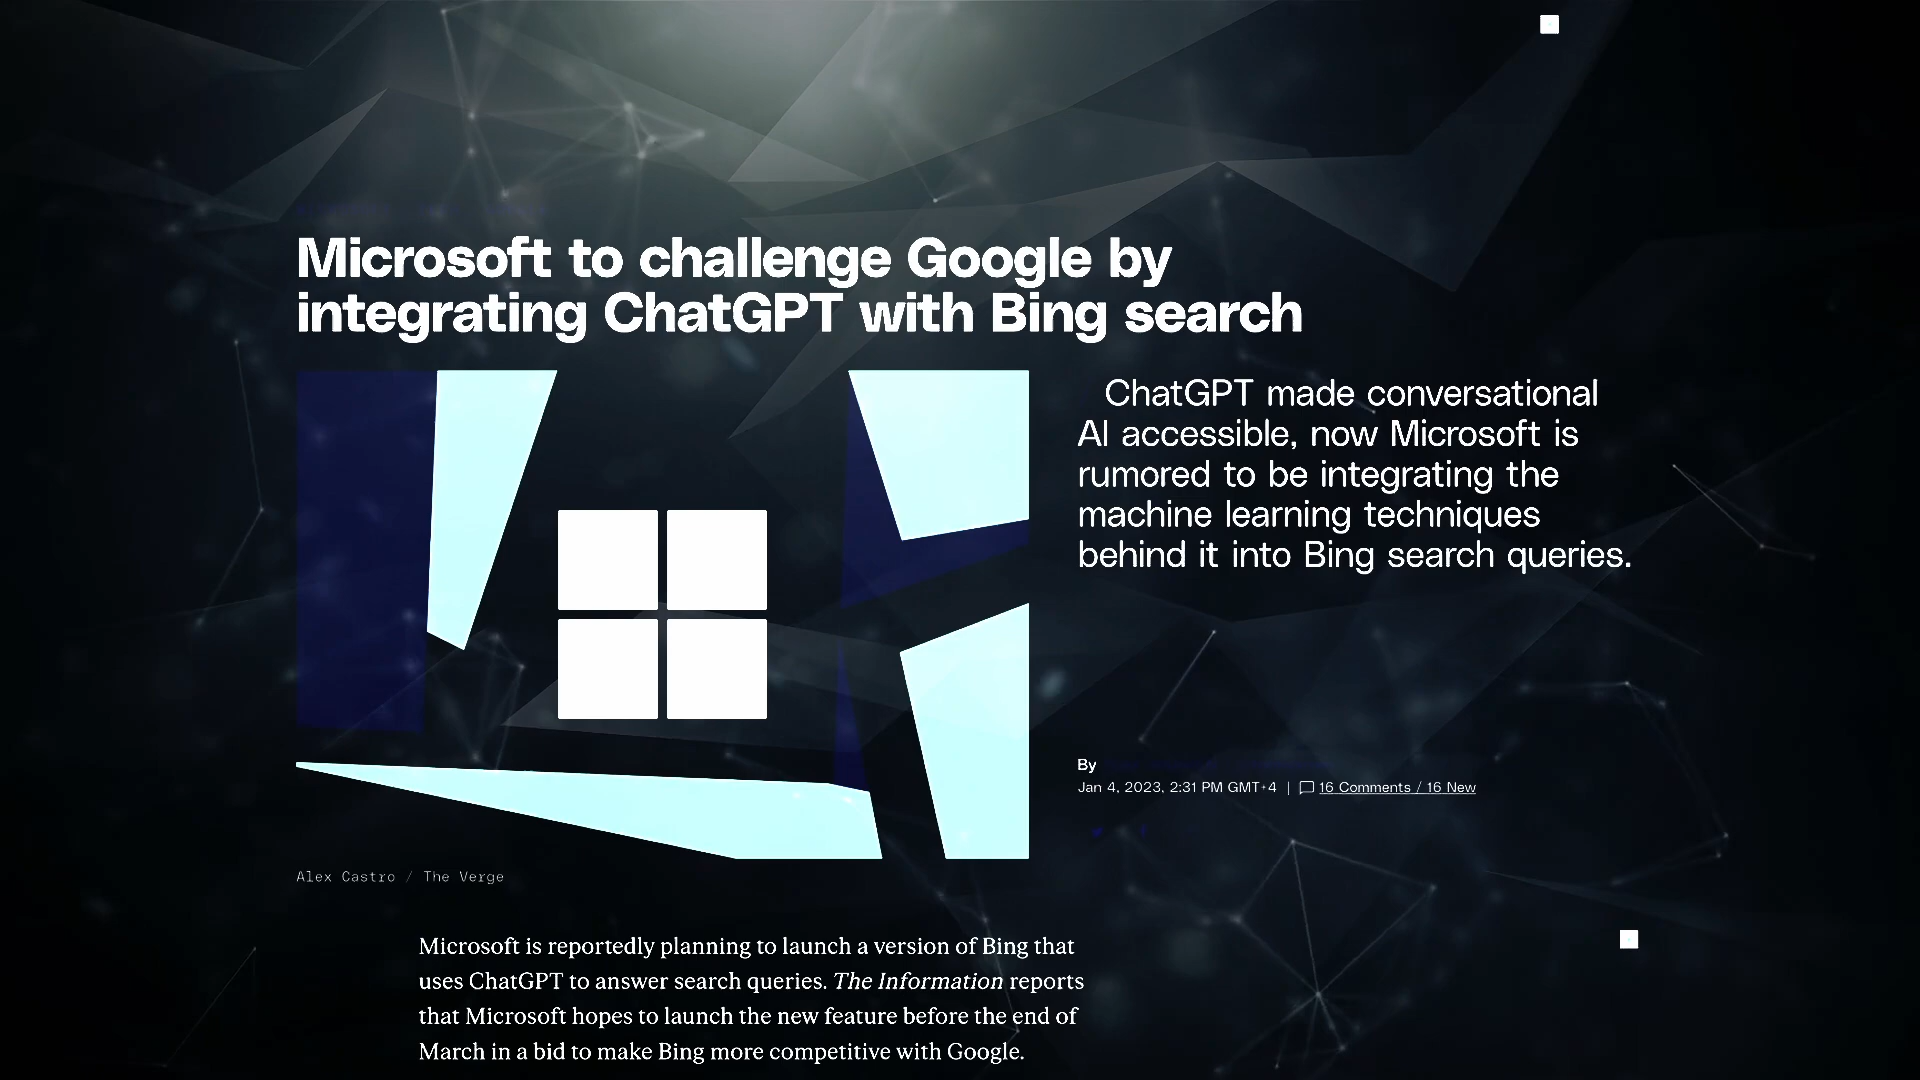 Microsoft to challenge Google by
integrating ChatGPT with Bing search
ChatGPT made conversational
AI accessible, now Microsoft is
rumored to be integrating the
machine learning techniques
behind it into Bing search queries.
By
Jan 4, 2023, 2:31 PM GMT+4 | 16 Comments / 16 New
Alex Castro / The Verge
Microsoft is reportedly planning to launch a version of Bing that
uses ChatGPT to answer search queries. The Information reports
that Microsoft hopes to launch the new feature before the end of
March in a bid to make Bing more competitive with Google.